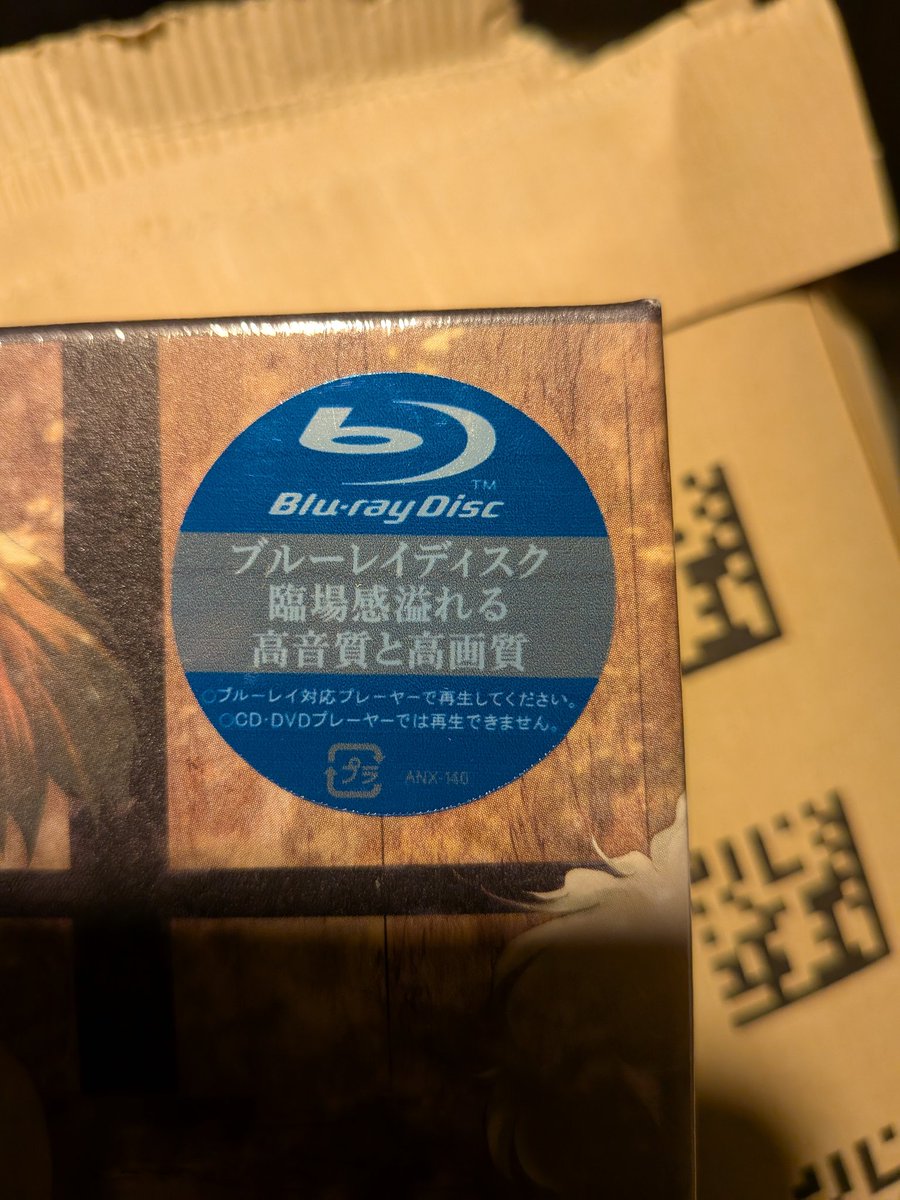 Blu-ray Disc
TM
ブルーレイディスク
臨場感溢れる
高音質と高画質
○ブルーレイ対応プレーヤーで再生してください。
○CD・DVDプレーヤーでは再生できません。
プラ
ANX-140